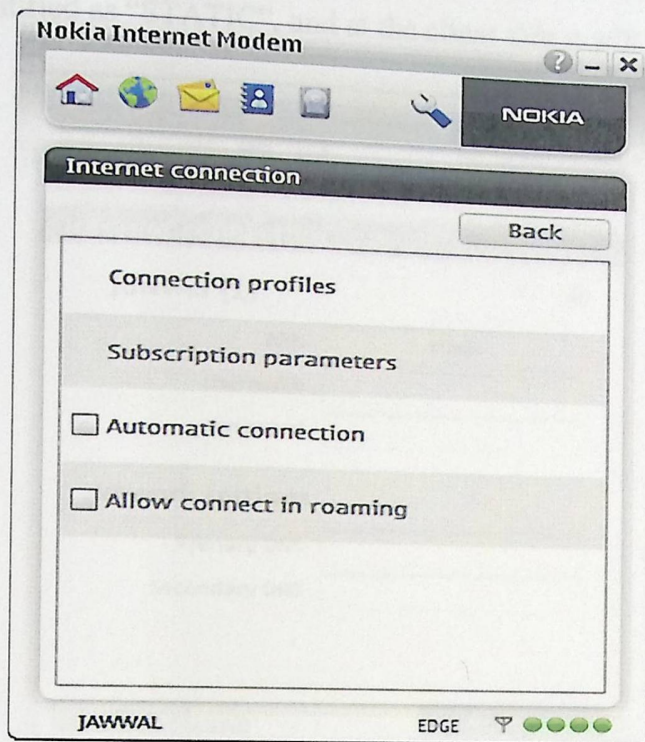 Nokia Internet Modem
NOKIA
Internet connection
Back
Connection profiles
Subscription parameters
Automatic connection
Allow connect in roaming
JAWWAL EDGE